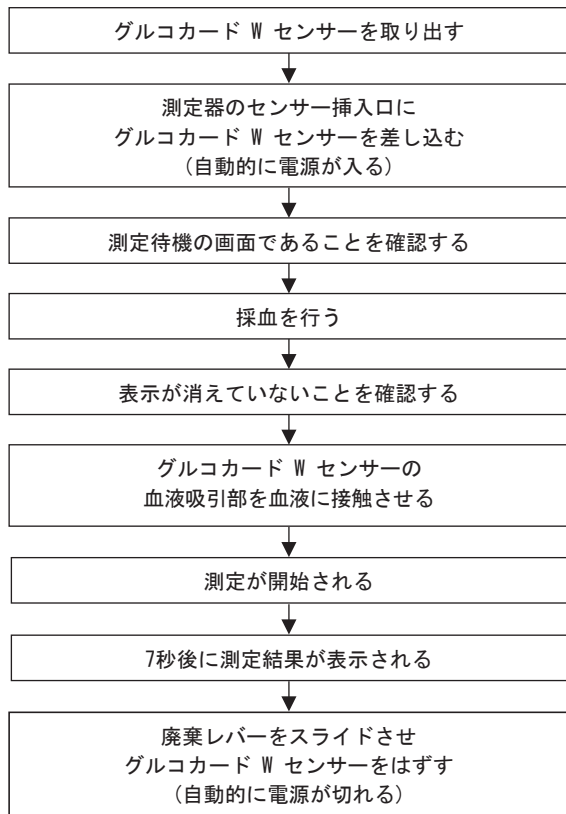 グルコカード W センサーを取り出す
測定器のセンサー挿入口に
グルコカード W センサーを差し込む
(自動的に電源が入る)
測定待機の画面であることを確認する
採血を行う
表示が消えていないことを確認する
グルコカード W センサーの
血液吸引部を血液に接触させる
測定が開始される
7秒後に測定結果が表示される
廃棄レバーをスライドさせ
グルコカード W センサーをはずす
(自動的に電源が切れる)